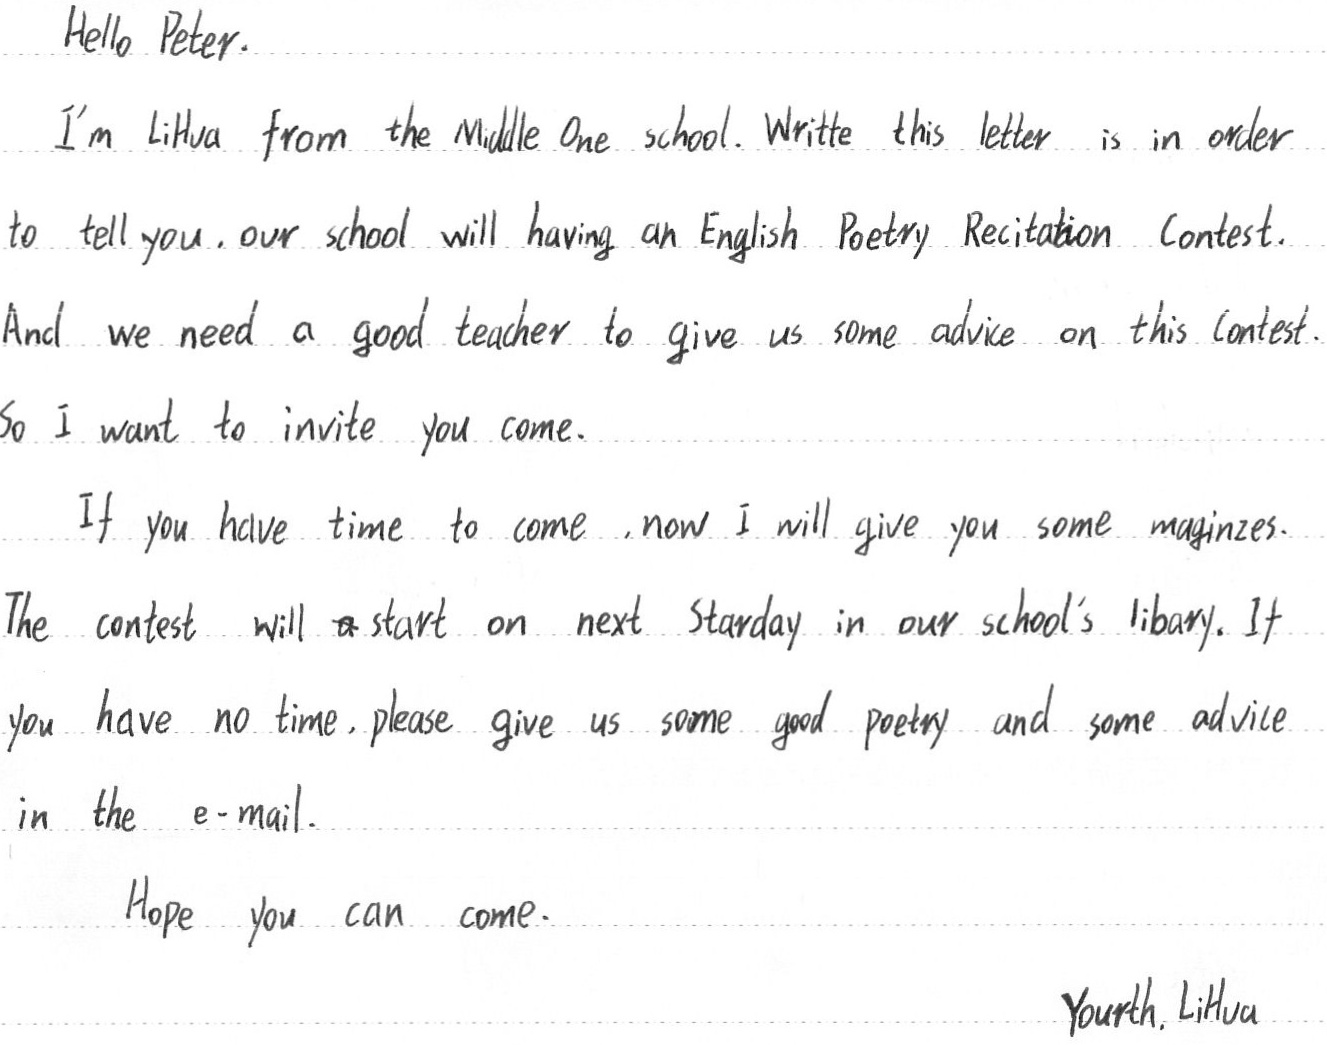 Hello Peter.
I'm LiHua from the Middle One school. Writte this letter is in order
to tell you, our school will having an English Poetry Recitation Contest.
And we need a good teacher to give us some advice on this Contest.
So I want to invite you come.
If you have time to come, now I will give you some maginzes.
The contest will start on next Starday in our school's libary. If
you have no time, please give us some good poetry and some advice
in the e-mail.
Hope you can come.
Yourth, LiHua